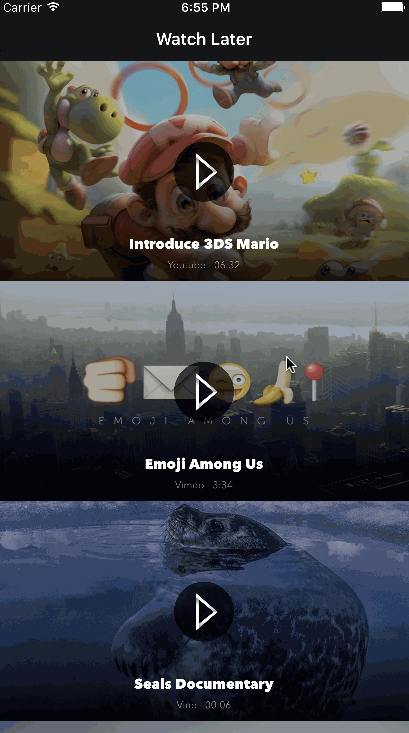 Carrier 6:55 PM
Watch Later
Introduce 3DS Mario
Youtube · 06:32
EMOJI AMONG US
Emoji Among Us
Vimeo · 3:34
Seals Documentary
Vine · 00:06